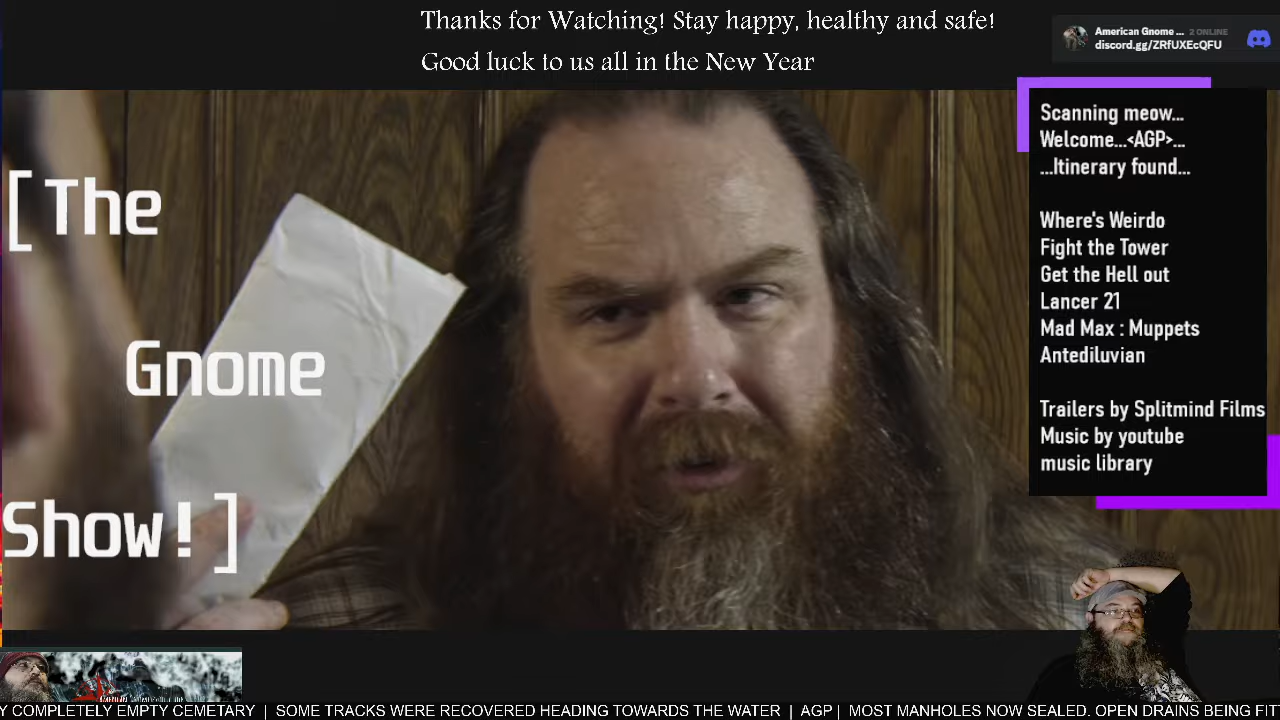 Thanks for Watching! Stay happy, healthy and safe!
Good luck to us all in the New Year
American Gnome ... 2 ONLINE
discord.gg/ZRfUXEcQFU
[The
Gnome
Show!]
Scanning meow...
Welcome...<AGP>...
...Itinerary found...
Where's Weirdo
Fight the Tower
Get the Hell out
Lancer 21
Mad Max : Muppets
Antediluvian
Trailers by Splitmind Films
Music by youtube
music library
Y COMPLETELY EMPTY CEMETARY | SOME TRACKS WERE RECOVERED HEADING TOWARDS THE WATER | AGP | MOST MANHOLES NOW SEALED. OPEN DRAINS BEING FIT